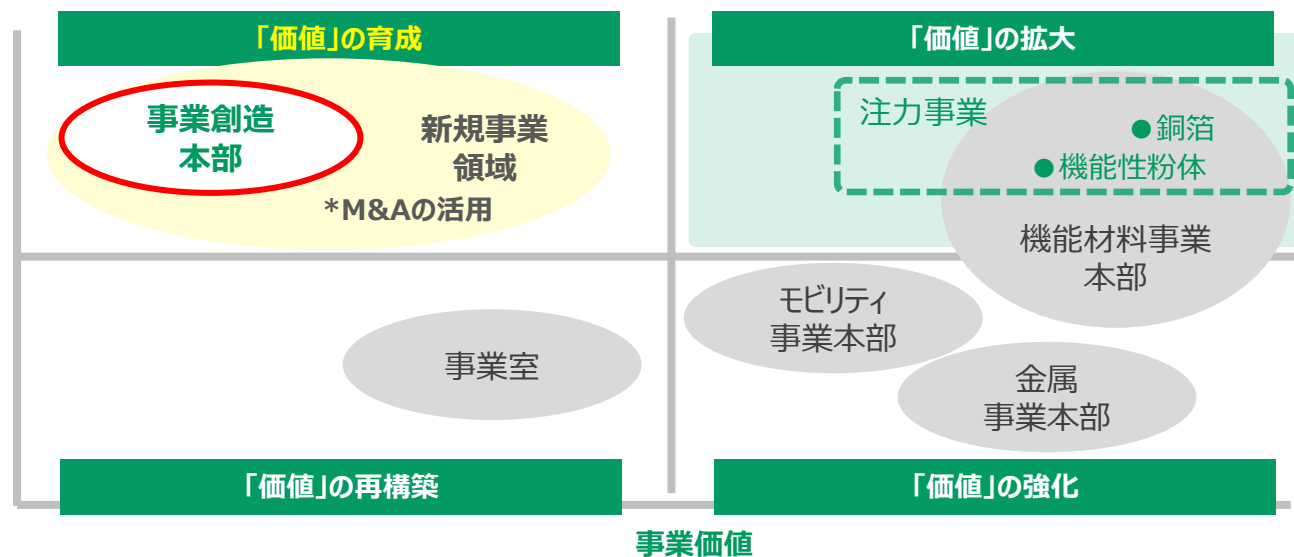 「価値」の育成
「価値」の拡大
事業創造
本部
新規事業
領域
*M&Aの活用
注力事業
●銅箔
●機能性粉体
機能材料事業
本部
モビリティ
事業本部
事業室
金属
事業本部
「価値」の再構築
「価値」の強化
事業価値